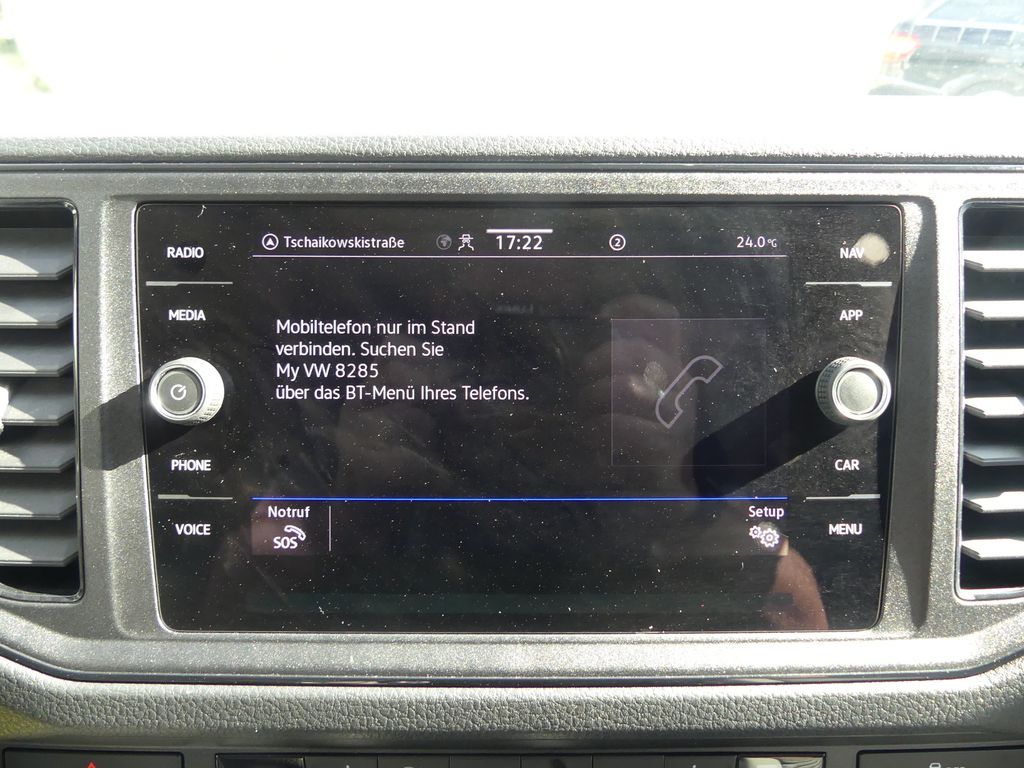 RADIO
MEDIA
PHONE
VOICE
Tschaikowskistraße 17:22 2 24.0°C
Mobiltelefon nur im Stand
verbinden. Suchen Sie
My VW 8285
über das BT-Menü Ihres Telefons.
Notruf
SOS
Setup
NAV
APP
CAR
MENU